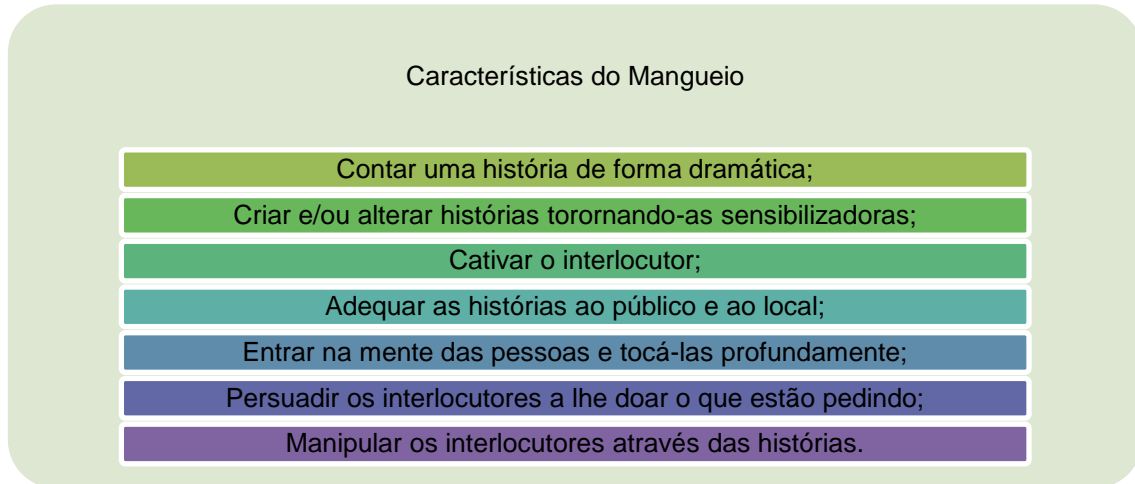 Características do Mangueio
Contar uma história de forma dramática;
Criar e/ou alterar histórias torornando-as sensibilizadoras;
Cativar o interlocutor;
Adequar as histórias ao público e ao local;
Entrar na mente das pessoas e tocá-las profundamente;
Persuadir os interlocutores a lhe doar o que estão pedindo;
Manipular os interlocutores através das histórias.